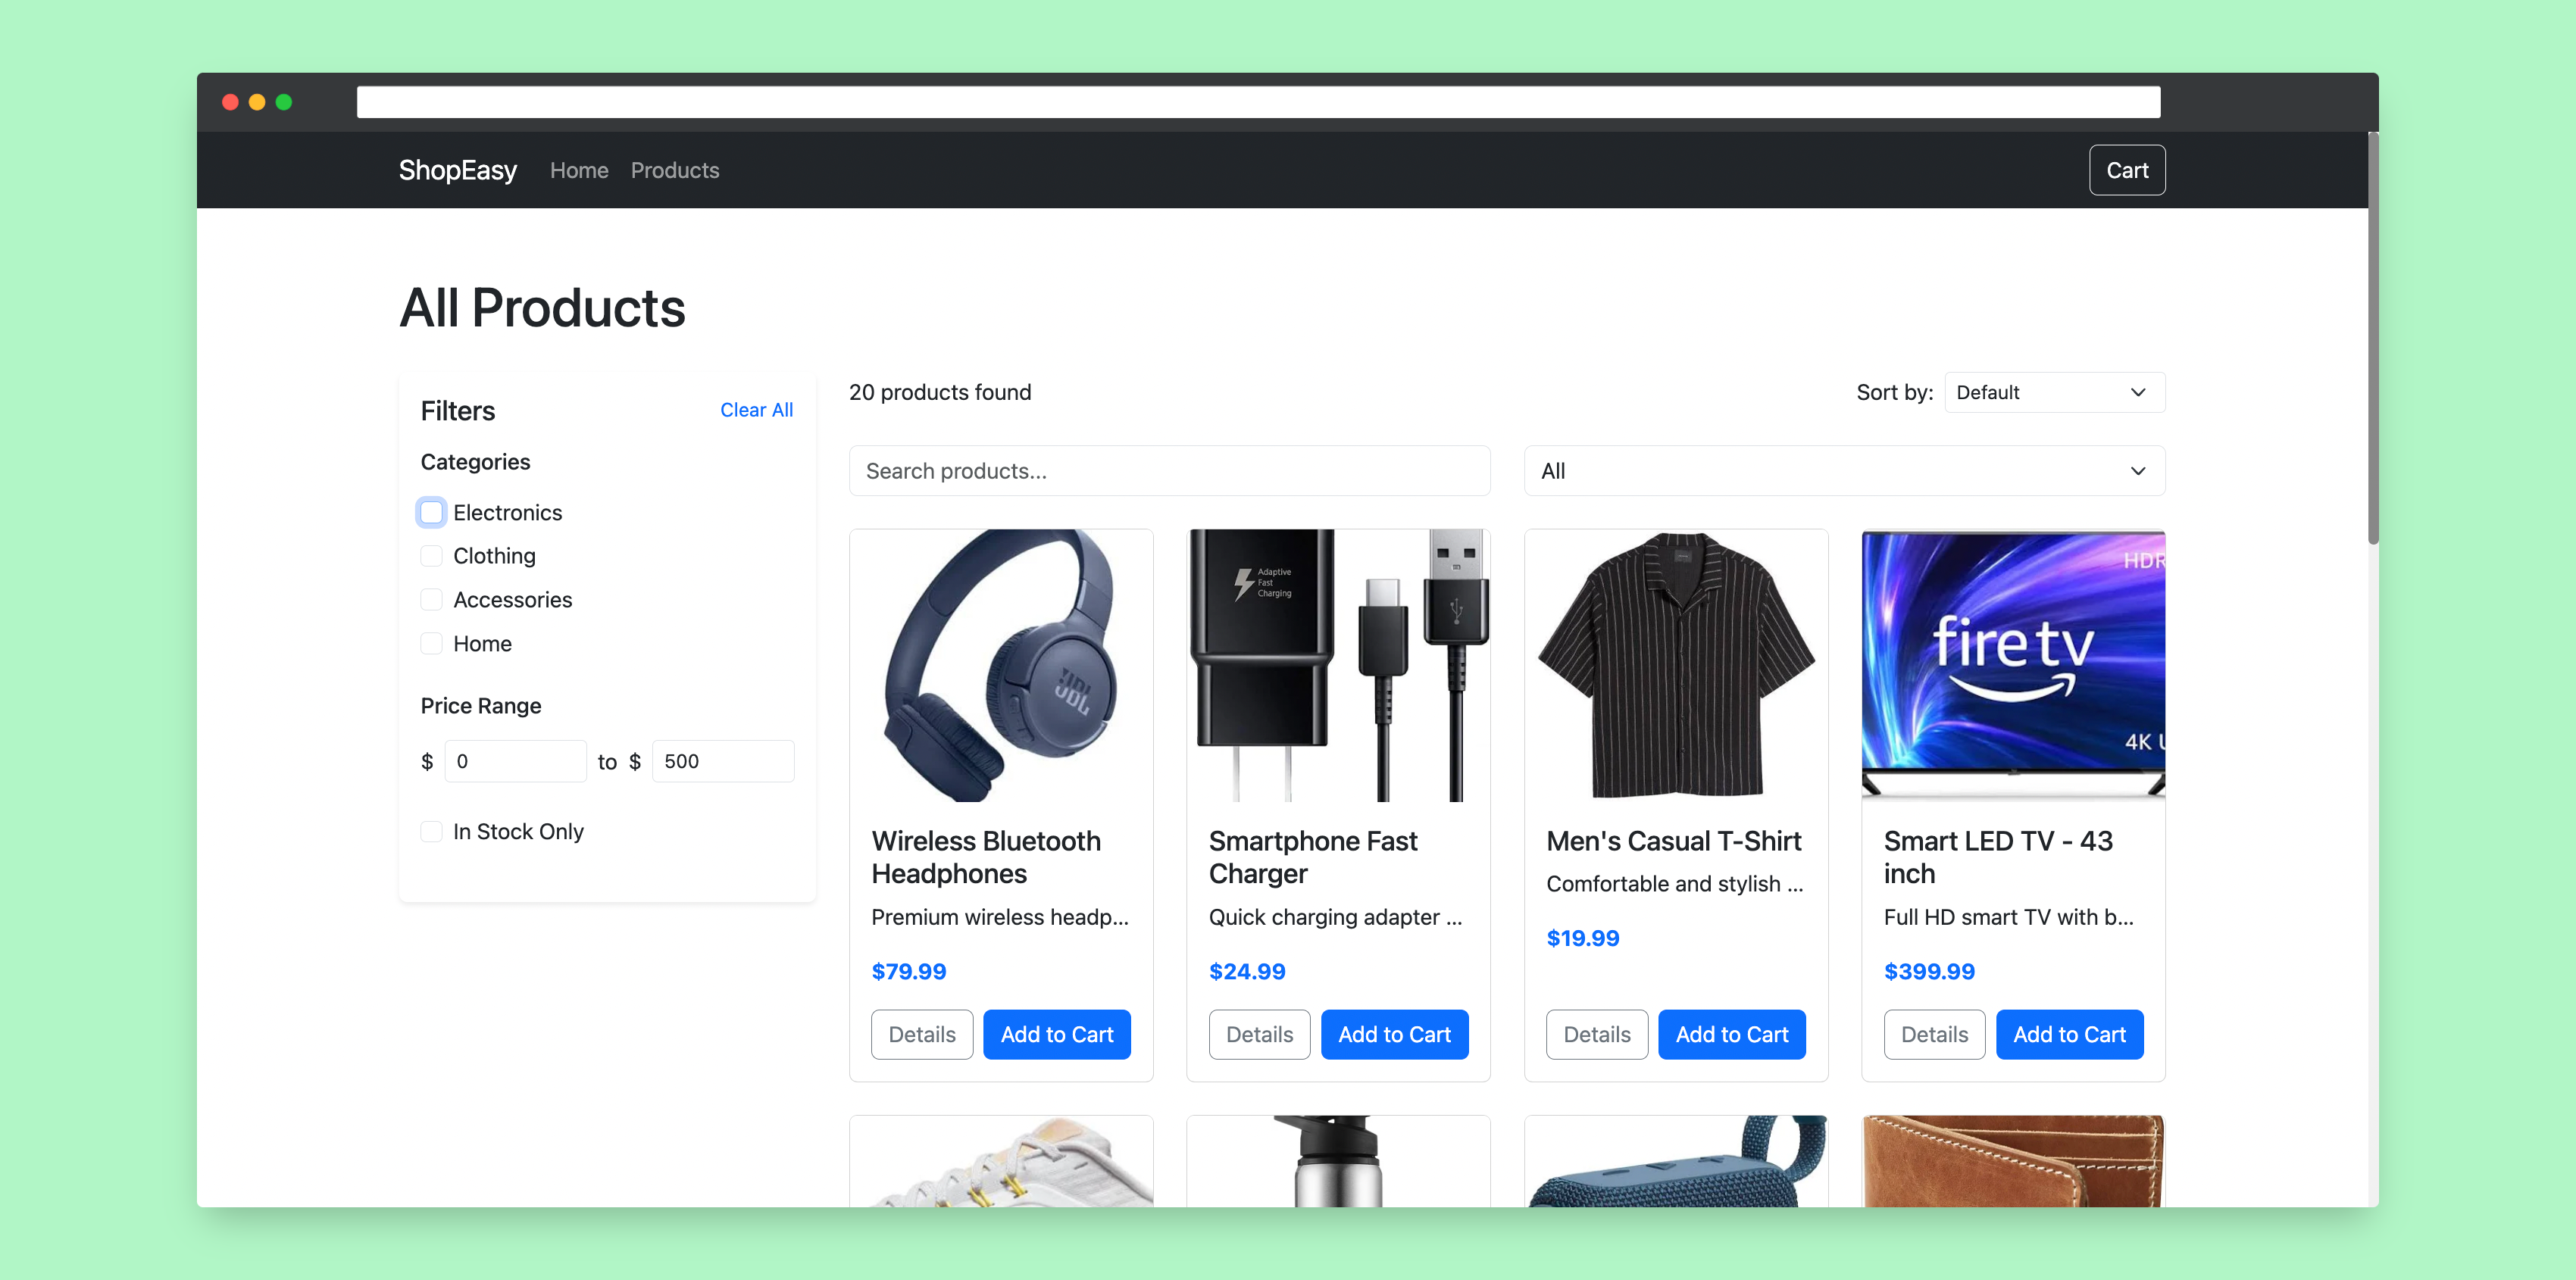 ShopEasy Home Products Cart
All Products
Filters Clear All
Categories
Electronics
Clothing
Accessories
Home
Price Range
$ 0 to $ 500
In Stock Only
20 products found
Sort by: Default
Search products...
All
JBL
Adaptive
Fast
Charging
HDR
fire tv
4K U
Wireless Bluetooth
Headphones
Premium wireless headp...
$79.99
Details Add to Cart
Smartphone Fast
Charger
Quick charging adapter ...
$24.99
Details Add to Cart
Men's Casual T-Shirt
Comfortable and stylish ...
$19.99
Details Add to Cart
Smart LED TV - 43
inch
Full HD smart TV with b...
$399.99
Details Add to Cart